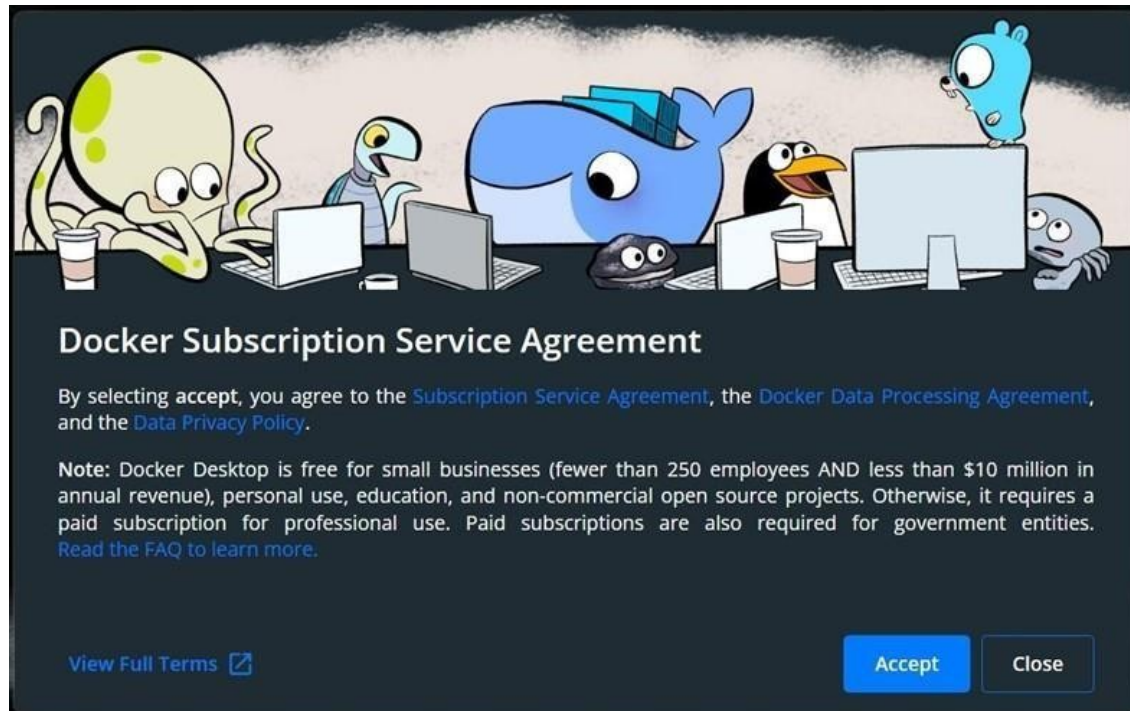 Docker Subscription Service Agreement
By selecting accept, you agree to the Subscription Service Agreement, the Docker Data Processing Agreement,
and the Data Privacy Policy.
Note: Docker Desktop is free for small businesses (fewer than 250 employees AND less than $10 million in
annual revenue), personal use, education, and non-commercial open source projects. Otherwise, it requires a
paid subscription for professional use. Paid subscriptions are also required for government entities.
Read the FAQ to learn more.
View Full Terms
Accept
Close